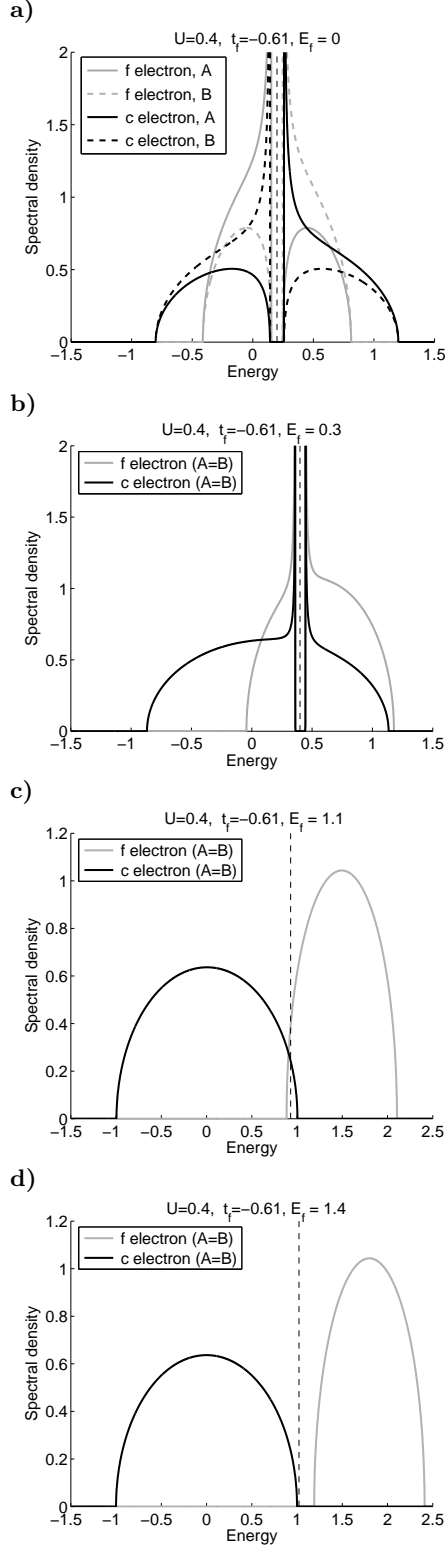 a)
U=0.4, t_f=−0.61, E_f = 0
f electron, A
f electron, B
c electron, A
c electron, B
Spectral density
2
1.5
1
0.5
0
−1.5 −1 −0.5 0 0.5 1 1.5
Energy
b)
U=0.4, t_f=−0.61, E_f = 0.3
f electron (A=B)
c electron (A=B)
Spectral density
2
1.5
1
0.5
0
−1.5 −1 −0.5 0 0.5 1 1.5
Energy
c)
U=0.4, t_f=−0.61, E_f = 1.1
f electron (A=B)
c electron (A=B)
Spectral density
1.2
1
0.8
0.6
0.4
0.2
0
−1.5 −1 −0.5 0 0.5 1 1.5 2 2.5
Energy
d)
U=0.4, t_f=−0.61, E_f = 1.4
f electron (A=B)
c electron (A=B)
Spectral density
1.2
1
0.8
0.6
0.4
0.2
0
−1.5 −1 −0.5 0 0.5 1 1.5 2 2.5
Energy